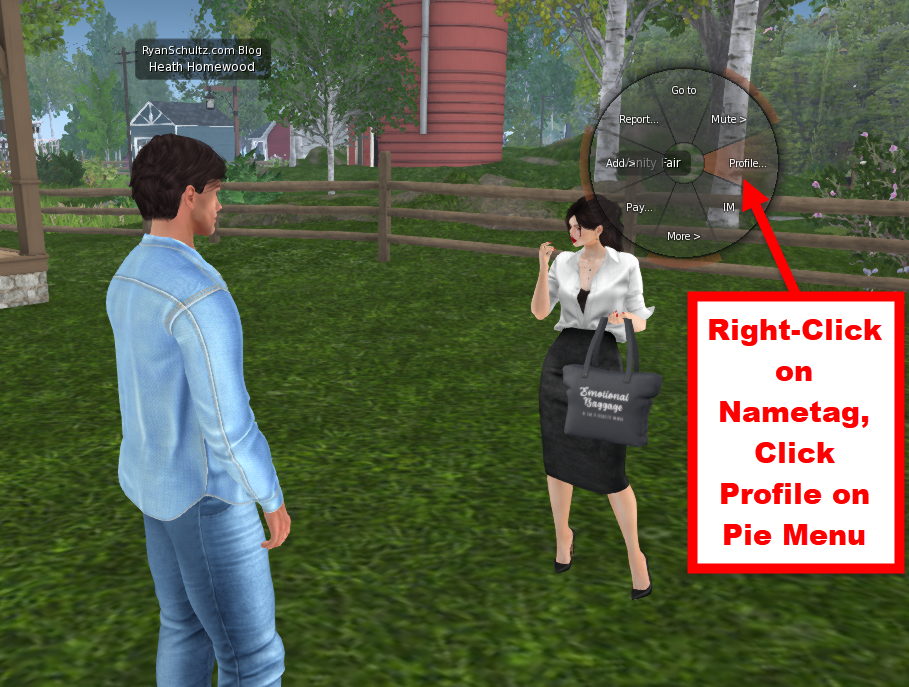 RyanSchultz.com Blog
Heath Homewood
Go to
Report...
Mute >
Add >
Fair
Profile...
Pay...
IM
More >
Emotional
Baggage
Right-Click
on
Nametag,
Click
Profile on
Pie Menu